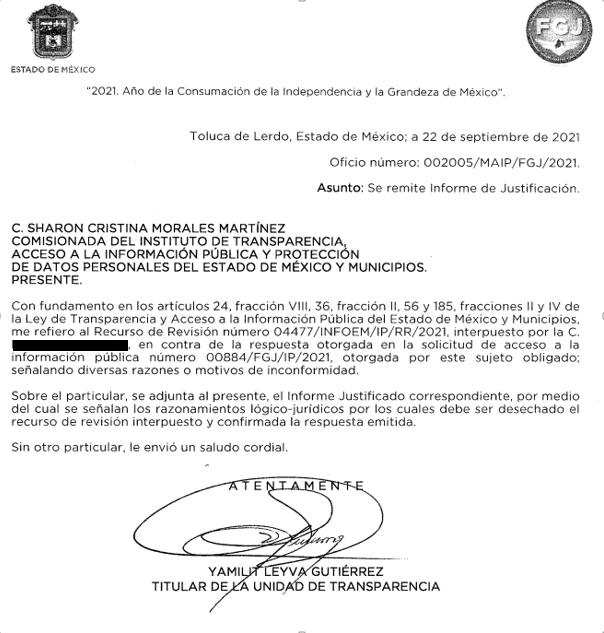 ESTADO DE MÉXICO
FGJ
"2021. Año de la Consumación de la Independencia y la Grandeza de México".
Toluca de Lerdo, Estado de México; a 22 de septiembre de 2021
Oficio número: 002005/MAIP/FGJ/2021.
Asunto: Se remite Informe de Justificación.
C. SHARON CRISTINA MORALES MARTÍNEZ
COMISIONADA DEL INSTITUTO DE TRANSPARENCIA,
ACCESO A LA INFORMACIÓN PÚBLICA Y PROTECCIÓN
DE DATOS PERSONALES DEL ESTADO DE MÉXICO Y MUNICIPIOS.
PRESENTE.
Con fundamento en los artículos 24, fracción VIII, 36, fracción II, 56 y 185, fracciones II y IV de
la Ley de Transparencia y Acceso a la Información Pública del Estado de México y Municipios,
me refiero al Recurso de Revisión número 04477/INFOEM/IP/RR/2021, interpuesto por la C.
, en contra de la respuesta otorgada en la solicitud de acceso a la
información pública número 00884/FGJ/IP/2021, otorgada por este sujeto obligado;
señalando diversas razones o motivos de inconformidad.
Sobre el particular, se adjunta al presente, el Informe Justificado correspondiente, por medio
del cual se señalan los razonamientos lógico-jurídicos por los cuales debe ser desechado el
recurso de revisión interpuesto y confirmada la respuesta emitida.
Sin otro particular, le envió un saludo cordial.
ATENTAMENTE
YAMILIT LEYVA GUTIÉRREZ
TITULAR DE LA UNIDAD DE TRANSPARENCIA